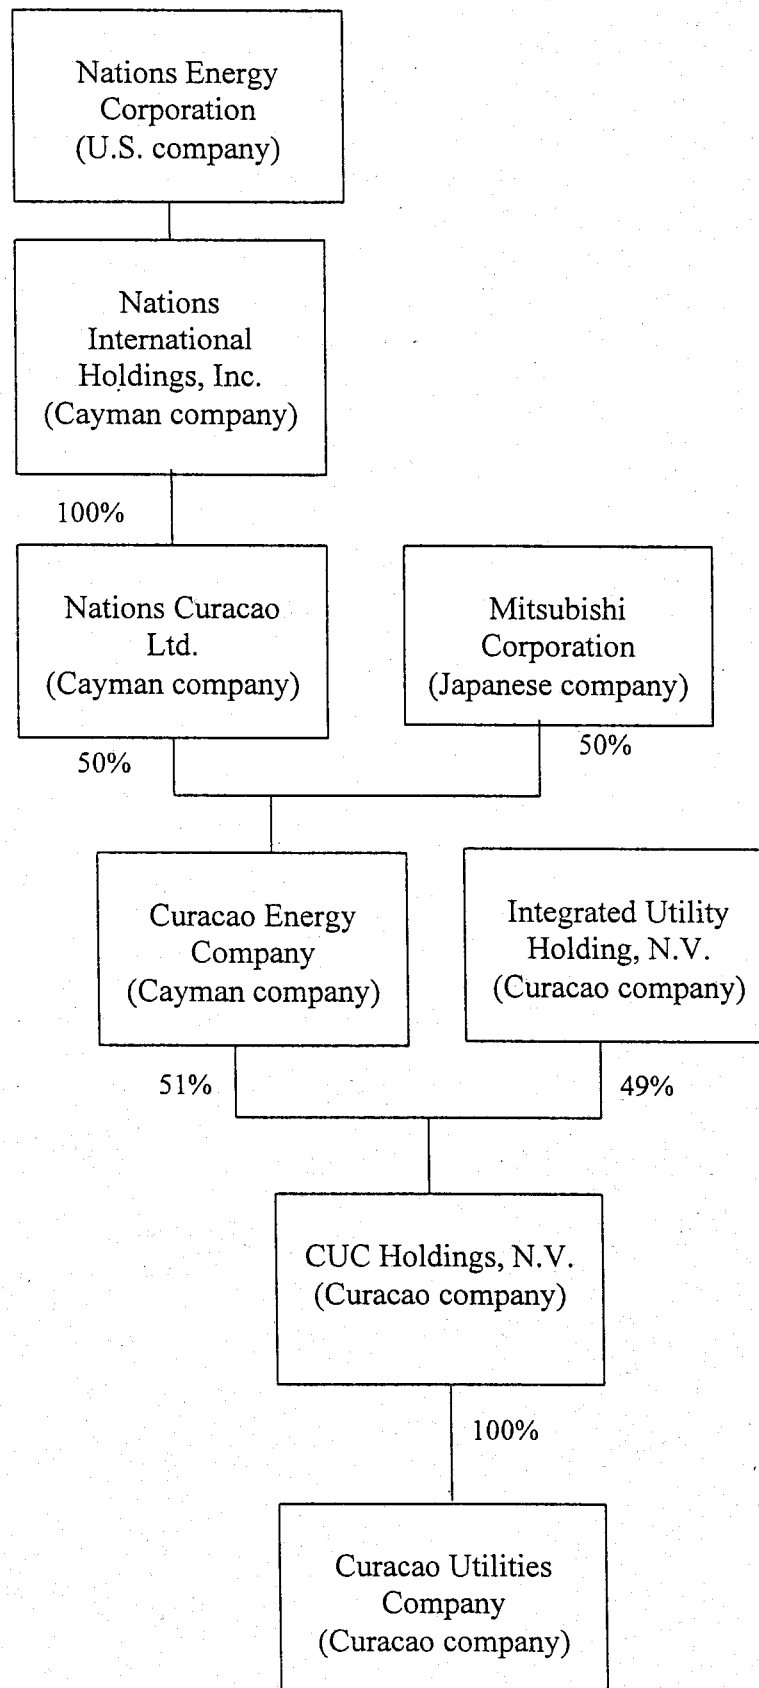 Nations Energy
Corporation
(U.S. company)
Nations
International
Holdings, Inc.
(Cayman company)
100%
Nations Curacao
Ltd.
(Cayman company)
Mitsubishi
Corporation
(Japanese company)
50%
50%
Curacao Energy
Company
(Cayman company)
Integrated Utility
Holding, N.V.
(Curacao company)
51%
49%
CUC Holdings, N.V.
(Curacao company)
100%
Curacao Utilities
Company
(Curacao company)